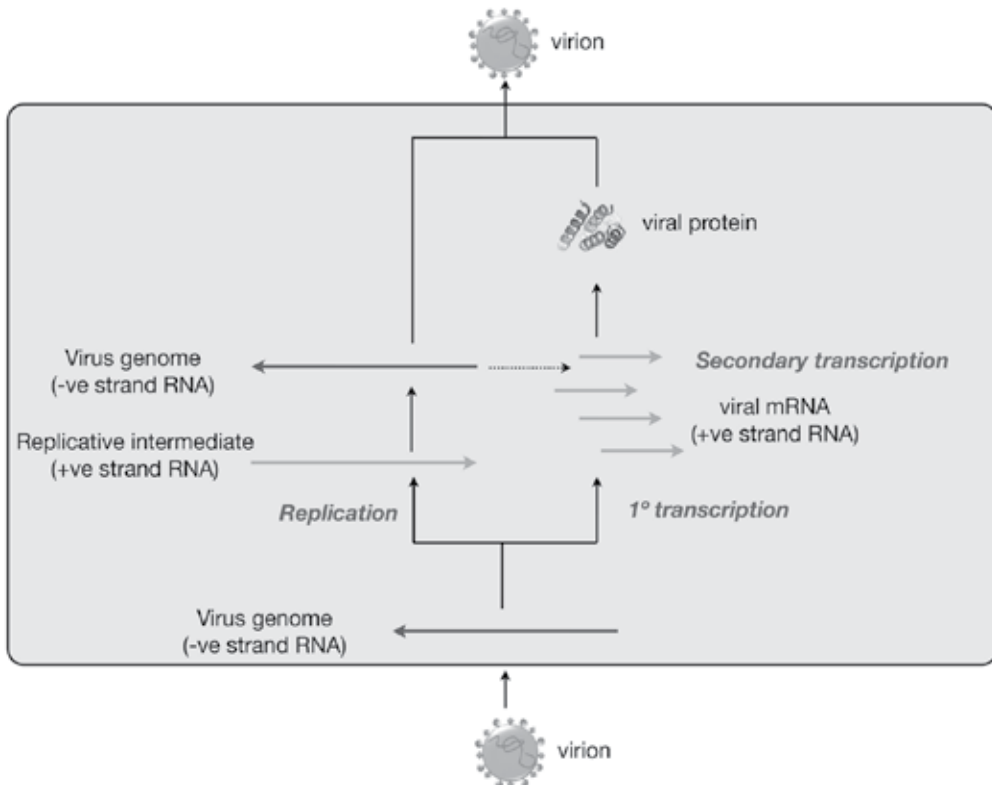 virion
viral protein
Virus genome
(-ve strand RNA)
Secondary transcription
viral mRNA
(+ve strand RNA)
Replicative intermediate
(+ve strand RNA)
Replication
1º transcription
Virus genome
(-ve strand RNA)
virion